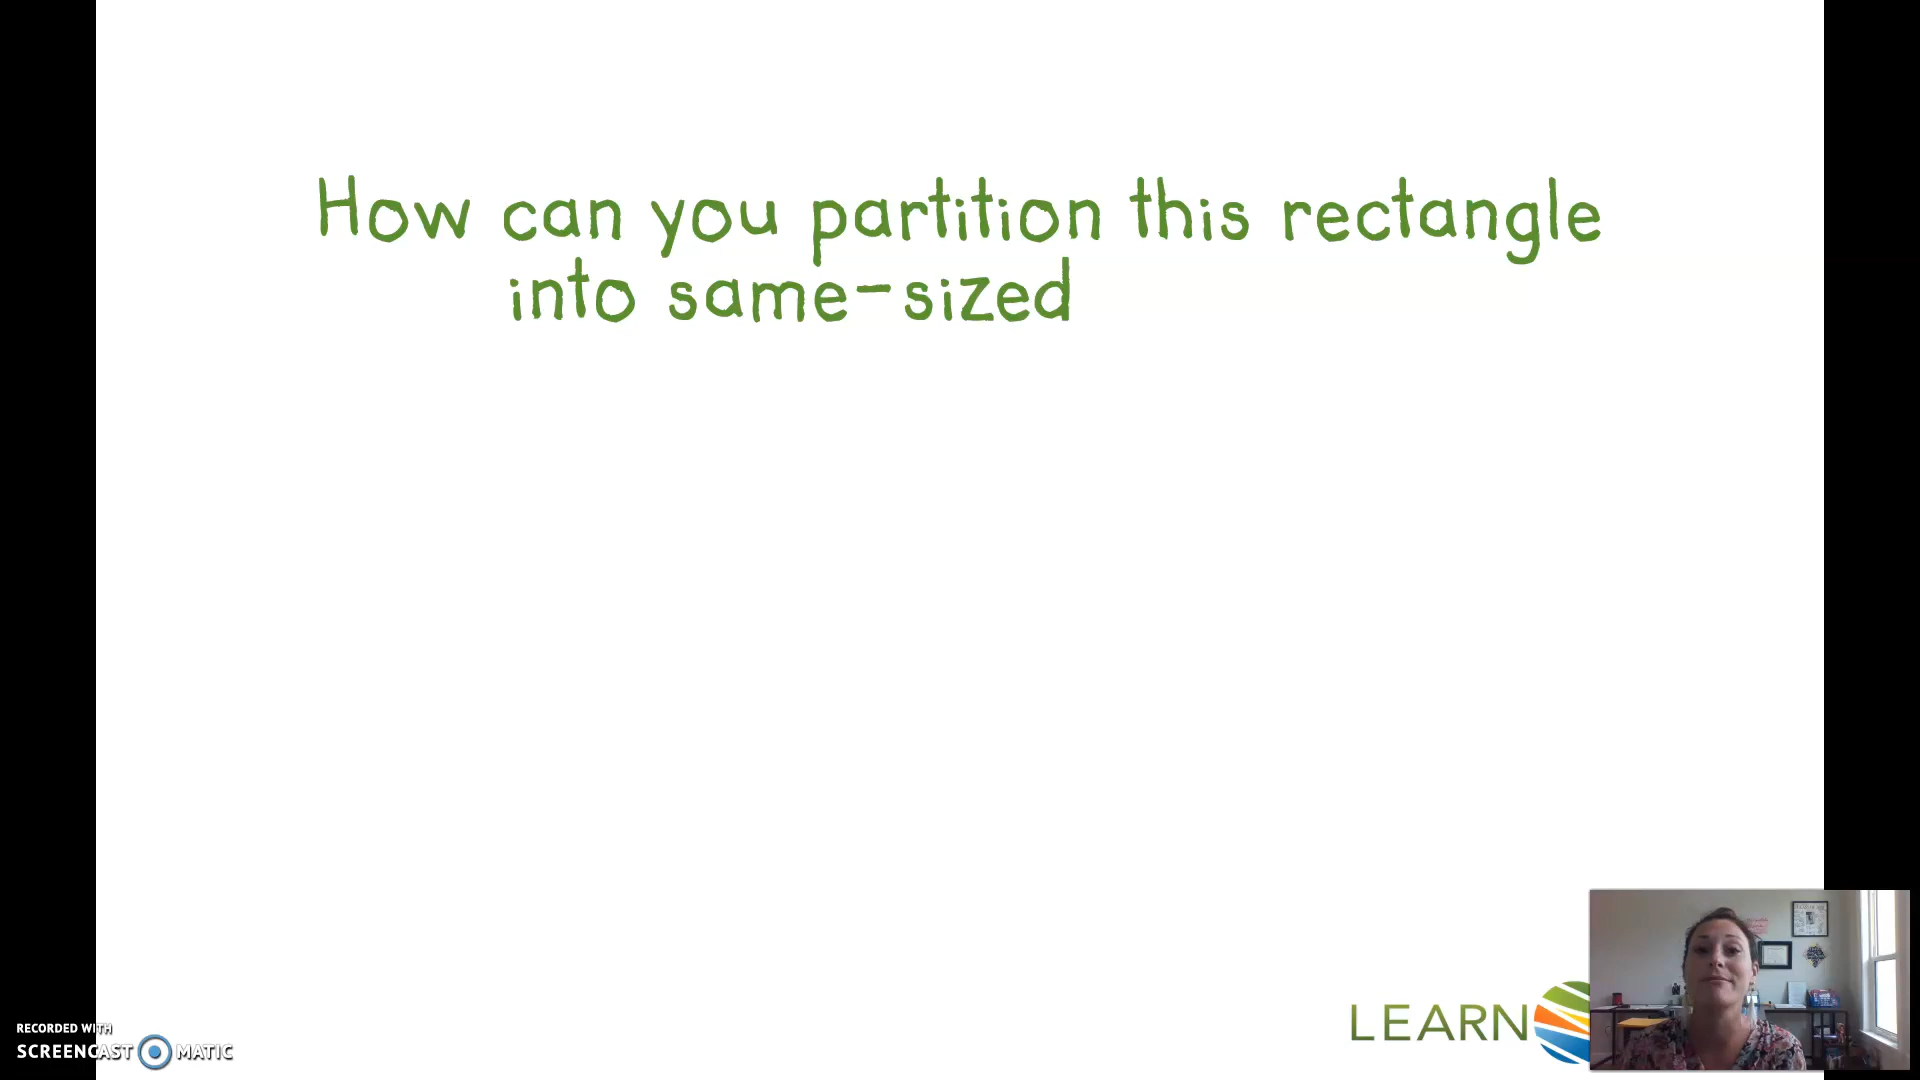 How can you partition this rectangle
into same-sized
LEARN
RECORDED WITH
SCREENCAST MATIC